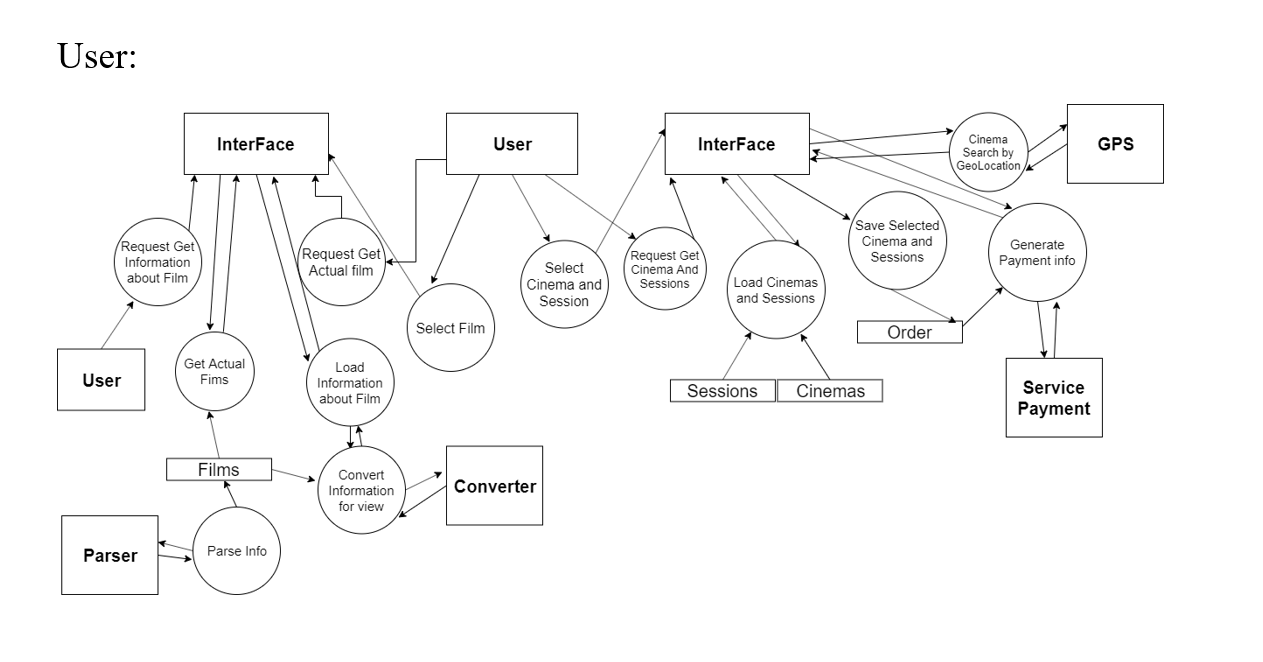 User:
InterFace
User
InterFace
Cinema
Search by
GeoLocation
GPS
Request Get
Information
about Film
Request Get
Actual film
Select
Cinema and
Session
Request Get
Cinema And
Sessions
Load Cinemas
and Sessions
Save Selected
Cinema and
Sessions
Generate
Payment info
Select Film
Order
User
Get Actual
Fims
Load
Information
about Film
Sessions
Cinemas
Service
Payment
Films
Convert
Information
for view
Converter
Parser
Parse Info